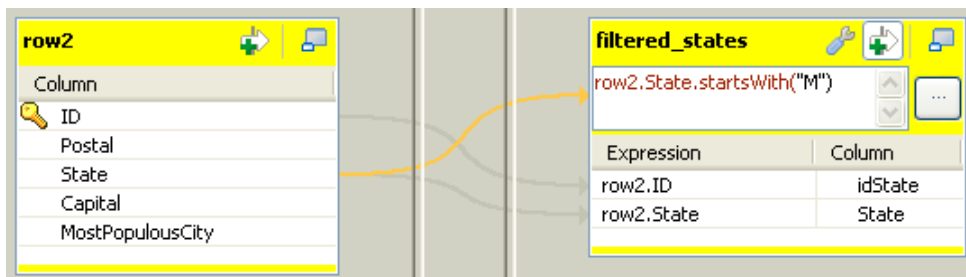 row2
Column
ID
Postal
State
Capital
MostPopulousCity
filtered_states
row2.State.startsWith("M")
...
Expression Column
row2.ID idState
row2.State State